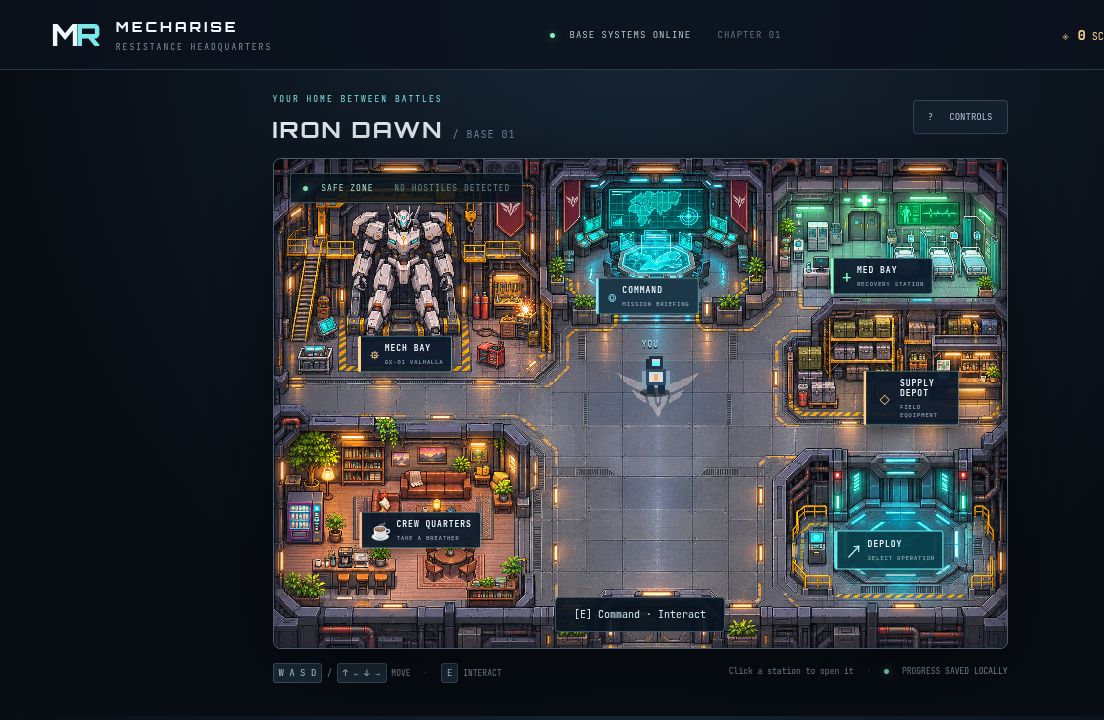 MR
MECHARISE
RESISTANCE HEADQUARTERS
BASE SYSTEMS ONLINE
CHAPTER 01
0 SC
YOUR HOME BETWEEN BATTLES
IRON DAWN / BASE 01
? CONTROLS
SAFE ZONE NO HOSTILES DETECTED
COMMAND
MISSION BRIEFING
MED BAY
RECOVERY STATION
MECH BAY
GX-01 VALHALLA
YOU
SUPPLY
DEPOT
FIELD
EQUIPMENT
CREW QUARTERS
TAKE A BREATHER
DEPLOY
SELECT OPERATION
[E] Command · Interact
W A S D / ↑ ← ↓ → MOVE · E INTERACT
Click a station to open it · PROGRESS SAVED LOCALLY